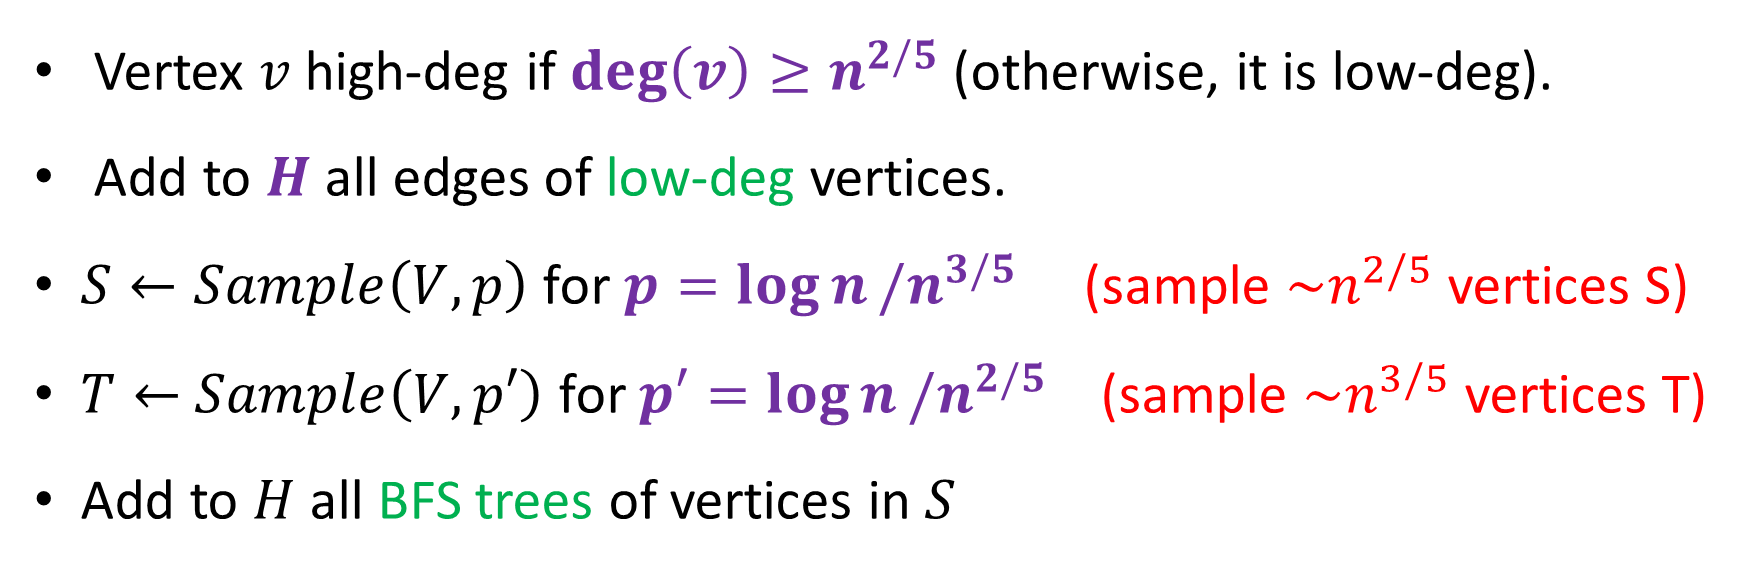 • Vertex v high-deg if deg(v) ≥ n^{2/5} (otherwise, it is low-deg).
• Add to H all edges of low-deg vertices.
• S ← Sample(V, p) for p = log n /n^{3/5} (sample ~n^{2/5} vertices S)
• T ← Sample(V, p′) for p′ = log n /n^{2/5} (sample ~n^{3/5} vertices T)
• Add to H all BFS trees of vertices in S